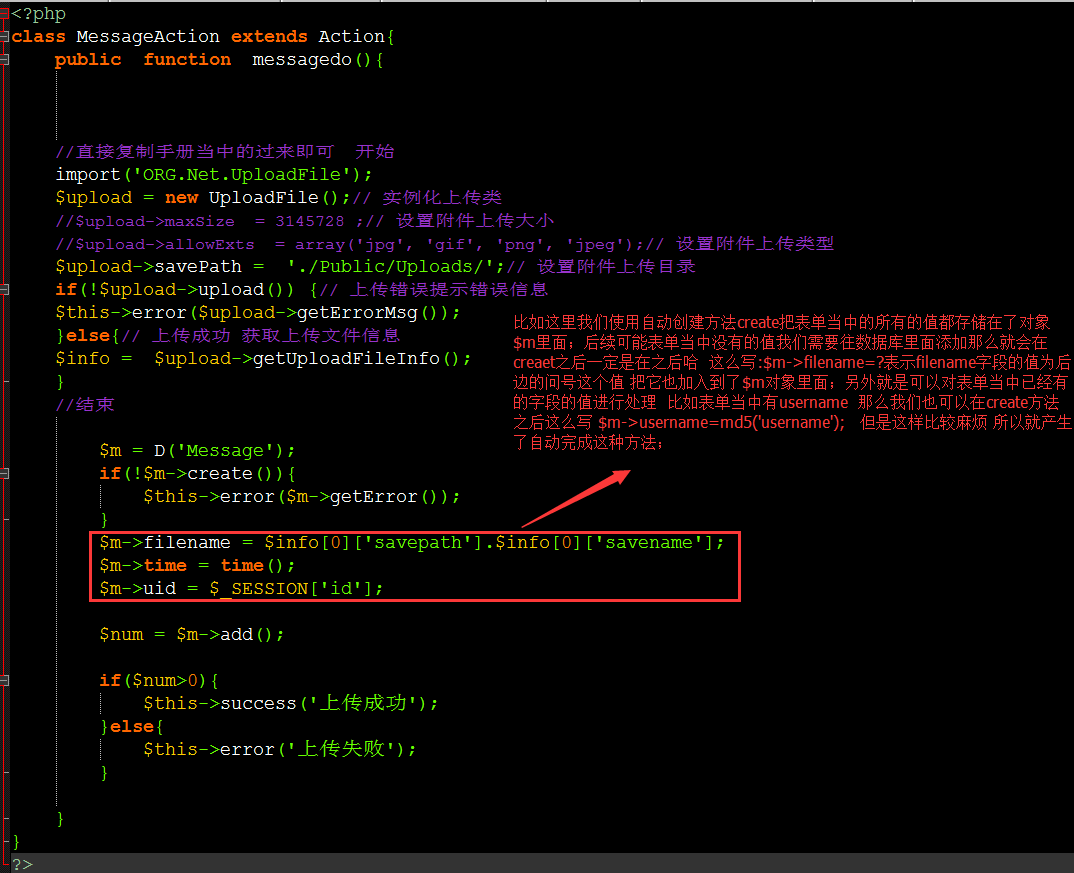 <?php
class MessageAction extends Action{
public  function  messagedo(){
//直接复制手册当中的过来即可  开始
import('ORG.Net.UploadFile');
$upload = new UploadFile();// 实例化上传类
//$upload->maxSize  = 3145728 ;// 设置附件上传大小
//$upload->allowExts  = array('jpg', 'gif', 'png', 'jpeg');// 设置附件上传类型
$upload->savePath =  './Public/Uploads/';// 设置附件上传目录
if(!$upload->upload()) {// 上传错误提示错误信息
$this->error($upload->getErrorMsg());
}else{// 上传成功 获取上传文件信息
$info =  $upload->getUploadFileInfo();
}
//结束
比如这里我们使用自动创建方法create把表单当中的所有的值都存储在了对象
$m里面；后续可能表单当中没有的值我们需要往数据库里面添加那么就会在
creaet之后一定是在之后哈  这么写:$m->filename=?表示filename字段的值为后
边的问号这个值 把它也加入到了$m对象里面；另外就是可以对表单当中已经有
的字段的值进行处理  比如表单当中有username  那么我们也可以在create方法
之后这么写 $m->username=md5('username');   但是这样比较麻烦 所以就产生
了自动完成这种方法；
$m = D('Message');
if(!$m->create()){
$this->error($m->getError());
}
$m->filename = $info[0]['savepath'].$info[0]['savename'];
$m->time = time();
$m->uid = $_SESSION['id'];
$num = $m->add();
if($num>0){
$this->success('上传成功');
}else{
$this->error('上传失败');
}
}
}
?>